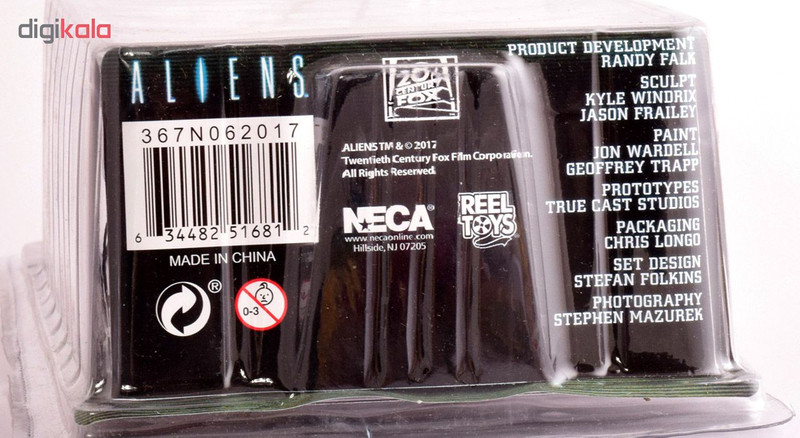 digikala
ALIENS
367N062017
6 34482 51681 2
MADE IN CHINA
®
0-3
20th
CENTURY
FOX
ALIENS TM & © 2017
Twentieth Century Fox Film Corporation.
All Rights Reserved.
NECA®
www.necaonline.com
Hillside, NJ 07205
REEL
TOYS
PRODUCT DEVELOPMENT
RANDY FALK
SCULPT
KYLE WINDRIX
JASON FRAILEY
PAINT
JON WARDELL
GEOFFREY TRAPP
PROTOTYPES
TRUE CAST STUDIOS
PACKAGING
CHRIS LONGO
SET DESIGN
STEFAN FOLKINS
PHOTOGRAPHY
STEPHEN MAZUREK